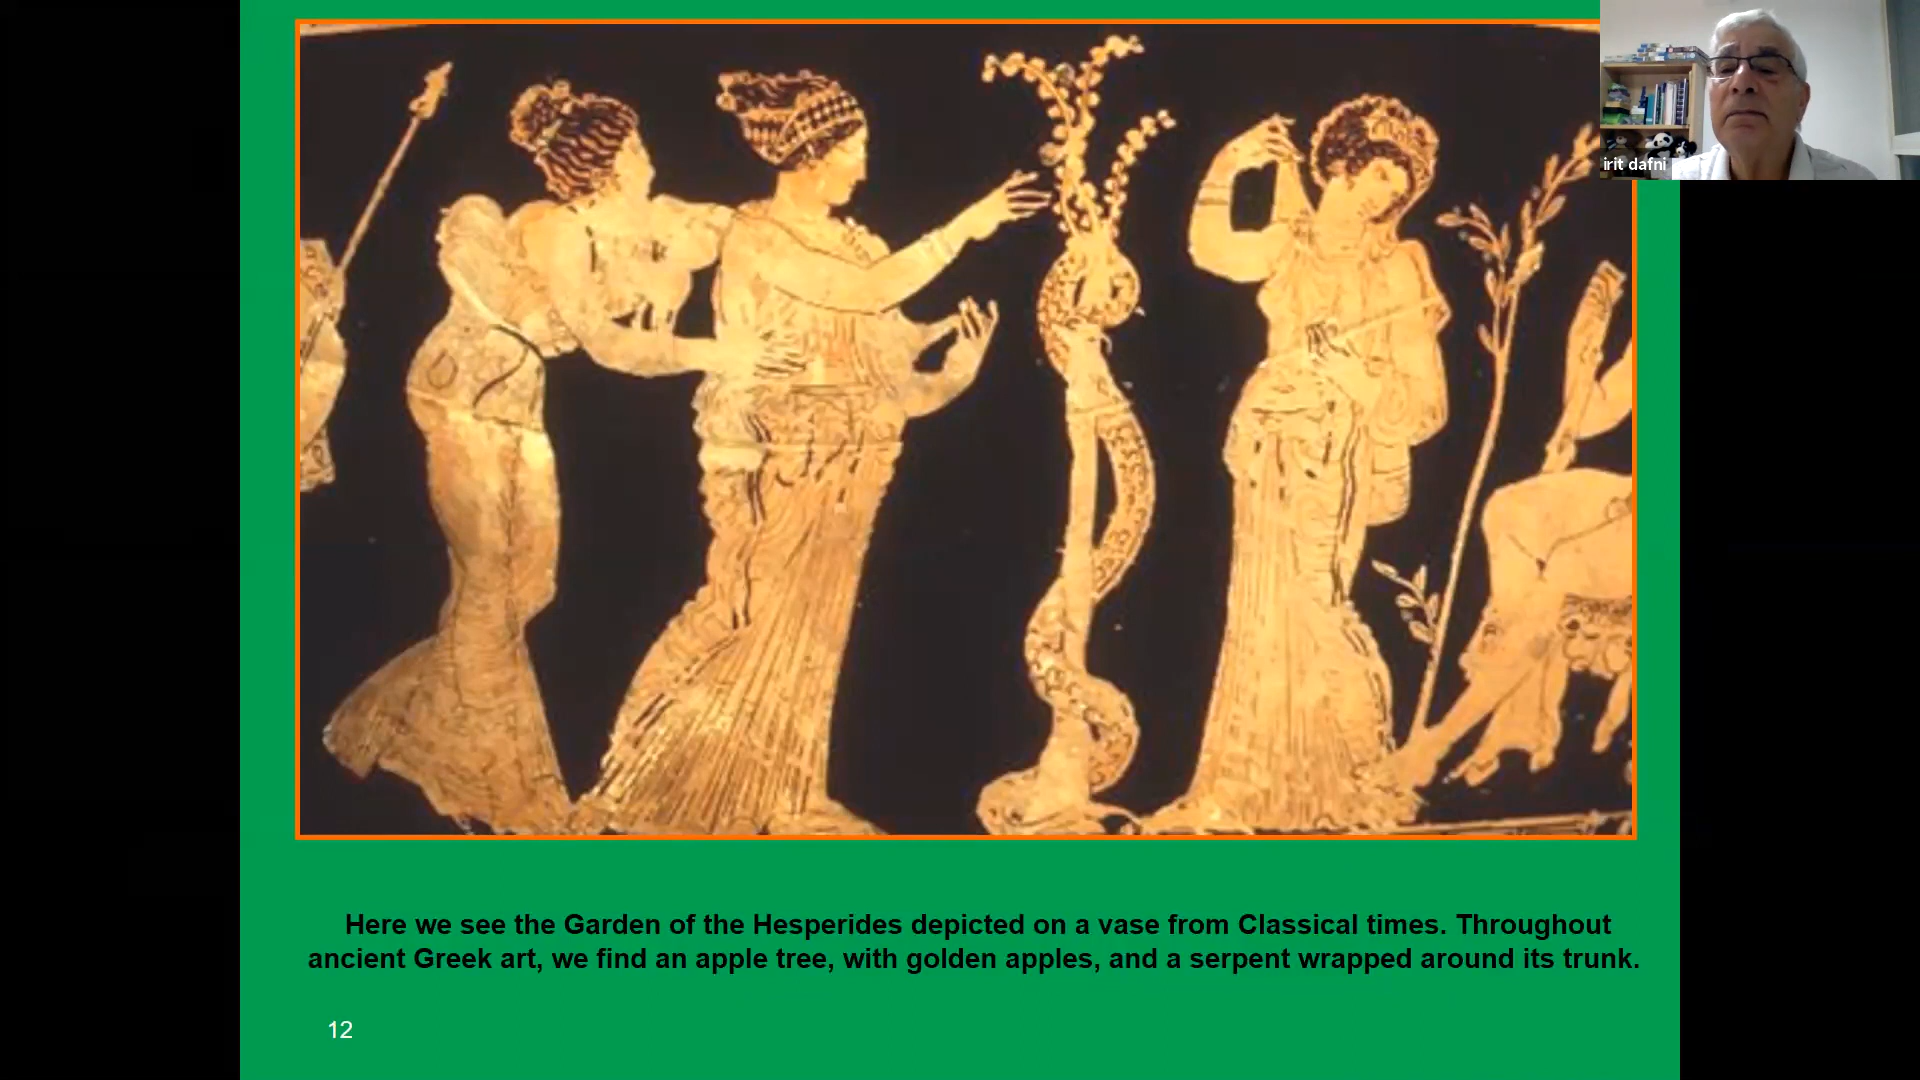 irit dafni
Here we see the Garden of the Hesperides depicted on a vase from Classical times. Throughout
ancient Greek art, we find an apple tree, with golden apples, and a serpent wrapped around its trunk.
12